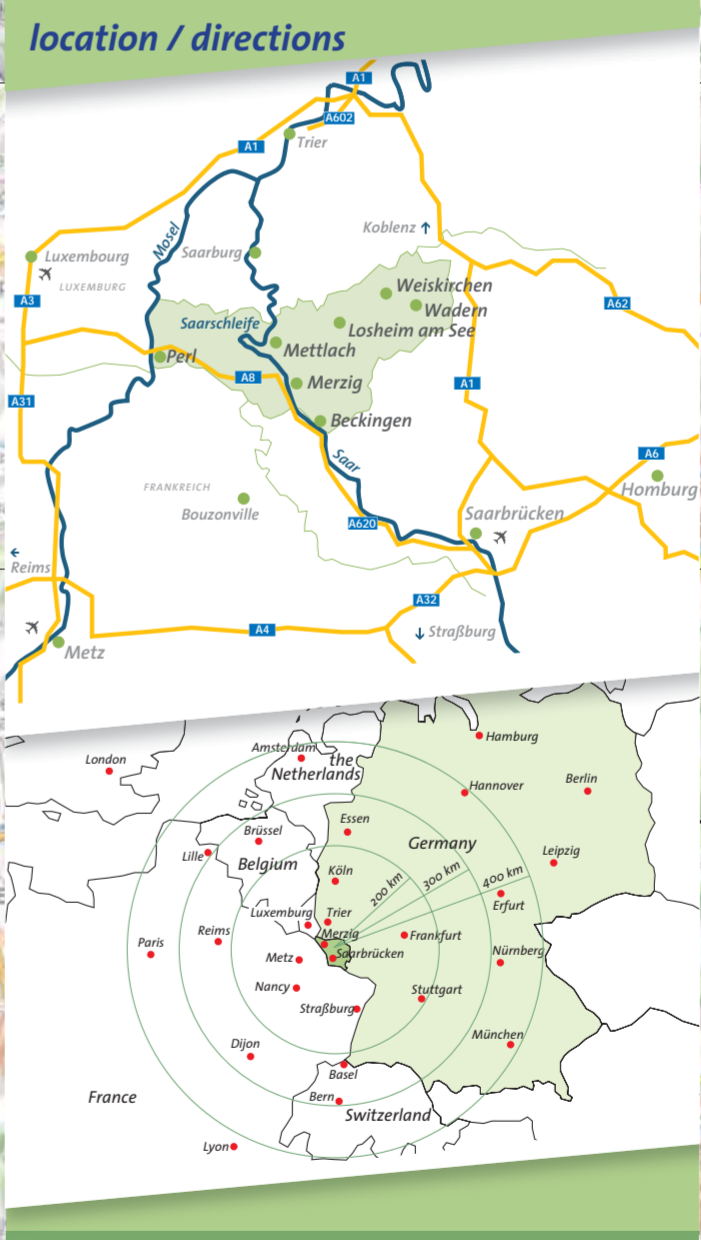 location / directions
A1
A602
Trier
A1
Mosel
Koblenz ↑
Saarburg
Luxembourg
LUXEMBURG
A3
Weiskirchen
Wadern
A62
Saarschleife
Losheim am See
Mettlach
Perl
A8
Merzig
A1
A31
Beckingen
Saar
A6
FRANKREICH
Homburg
Bouzonville
Saarbrücken
A620
←
Reims
A32
A4
↓ Straßburg
Metz
Hamburg
Amsterdam
the
Netherlands
London
Hannover
Berlin
Essen
Brüssel
Germany
Lille
Belgium
Leipzig
Köln
200 km
300 km
400 km
Erfurt
Luxemburg
Trier
Reims
Merzig
Frankfurt
Paris
Saarbrücken
Nürnberg
Metz
Nancy
Stuttgart
Straßburg
München
Dijon
Basel
France
Bern
Switzerland
Lyon